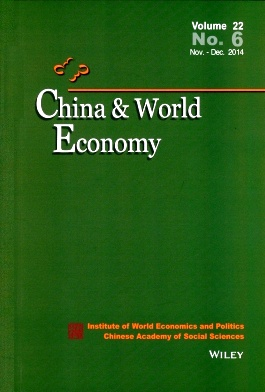 Volume 22
No. 6
Nov. - Dec. 2014
China & World
Economy
Institute of World Economics and Politics
Chinese Academy of Social Sciences
WILEY